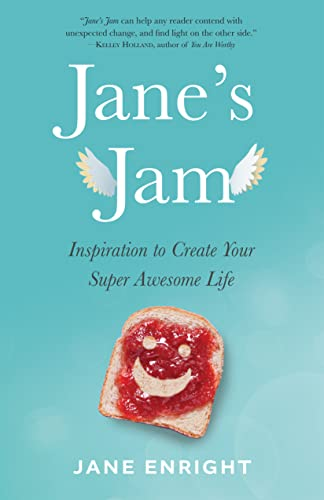 “Jane’s Jam can help any reader contend with
unexpected change, and find light on the other side.”
—Kelley Holland, author of You Are Worthy
Jane’s
Jam
Inspiration to Create Your
Super Awesome Life
JANE ENRIGHT